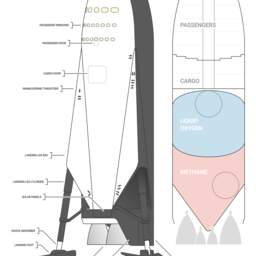 PASSENGER WINDOWS
PASSENGER DOOR
CARGO DOOR
MANEUVERING THRUSTERS
LANDING LEG BAY
LANDING LEG CYLINDER
SOLAR PANELS
SHOCK ABSORBER
LANDING FOOT
PASSENGERS
CARGO
LIQUID
OXYGEN
METHANE